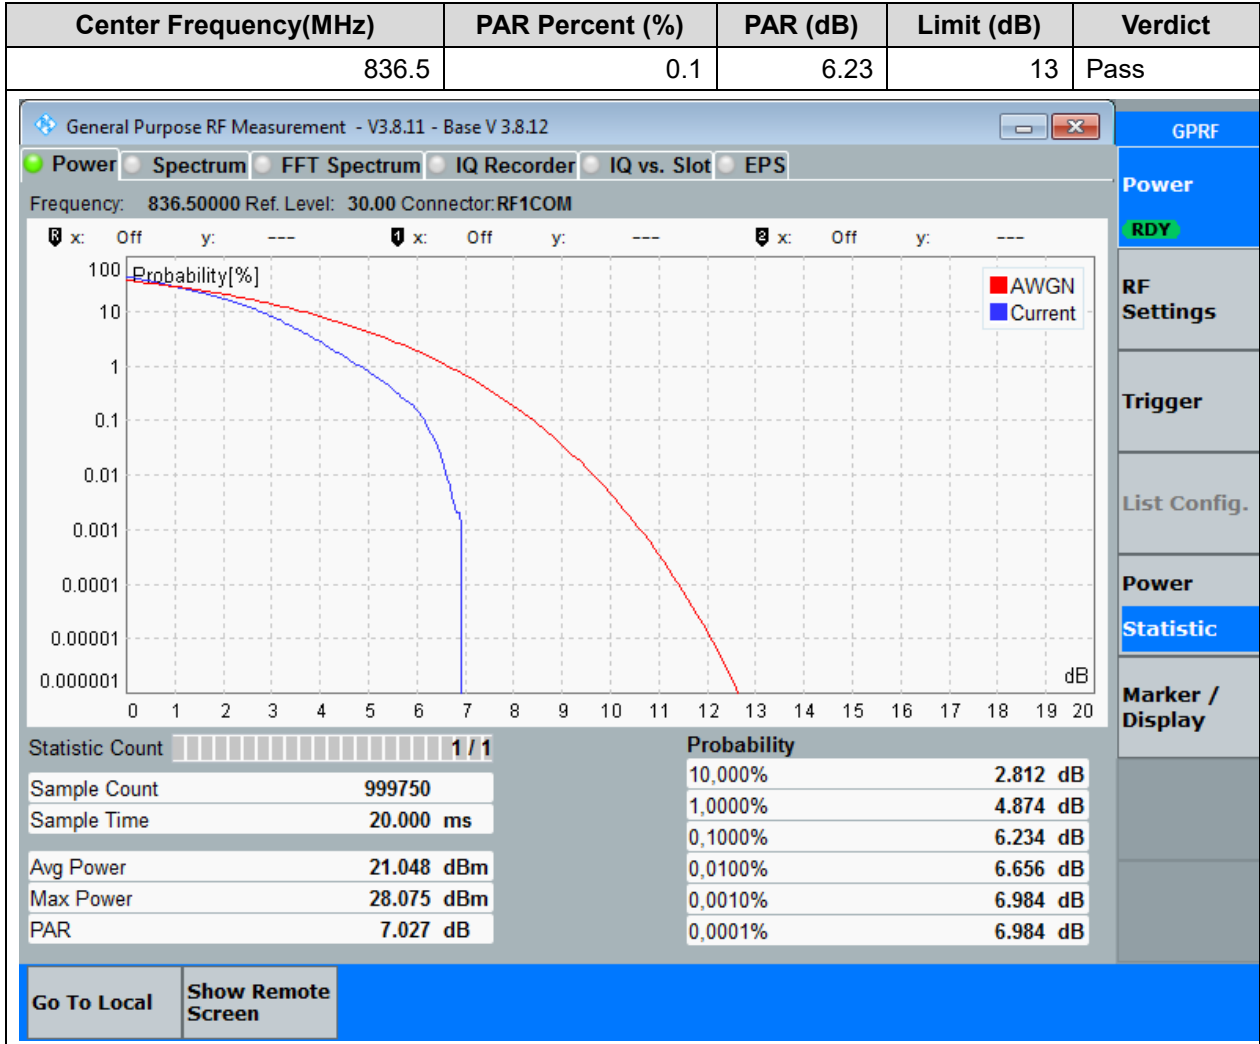 Center Frequency(MHz) PAR Percent (%) PAR (dB) Limit (dB) Verdict
836.5 0.1 6.23 13 Pass
General Purpose RF Measurement - V3.8.11 - Base V 3.8.12
GPRF
Power Spectrum FFT Spectrum IQ Recorder IQ vs. Slot EPS
Power
RDY
Frequency: 836.50000 Ref. Level: 30.00 Connector: RF1COM
R x: Off y: --- 1 x: Off y: --- 2 x: Off y: ---
Probability[%]
AWGN
Current
100
10
1
0.1
0.01
0.001
0.0001
0.00001
0.000001
dB
0 1 2 3 4 5 6 7 8 9 10 11 12 13 14 15 16 17 18 19 20
RF
Settings
Trigger
List Config.
Power
Statistic
Marker /
Display
Statistic Count 1 / 1
Sample Count 999750
Sample Time 20.000 ms
Avg Power 21.048 dBm
Max Power 28.075 dBm
PAR 7.027 dB
Probability
10,000% 2.812 dB
1,0000% 4.874 dB
0,1000% 6.234 dB
0,0100% 6.656 dB
0,0010% 6.984 dB
0,0001% 6.984 dB
Go To Local
Show Remote
Screen